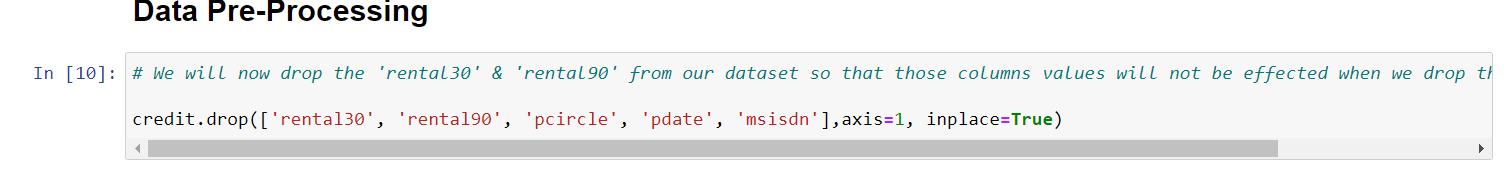 Data Pre-Processing
In [10]: # We will now drop the 'rental30' & 'rental90' from our dataset so that those columns values will not be effected when we drop
credit.drop(['rental30', 'rental90', 'pcircle', 'pdate', 'msisdn'],axis=1, inplace=True)